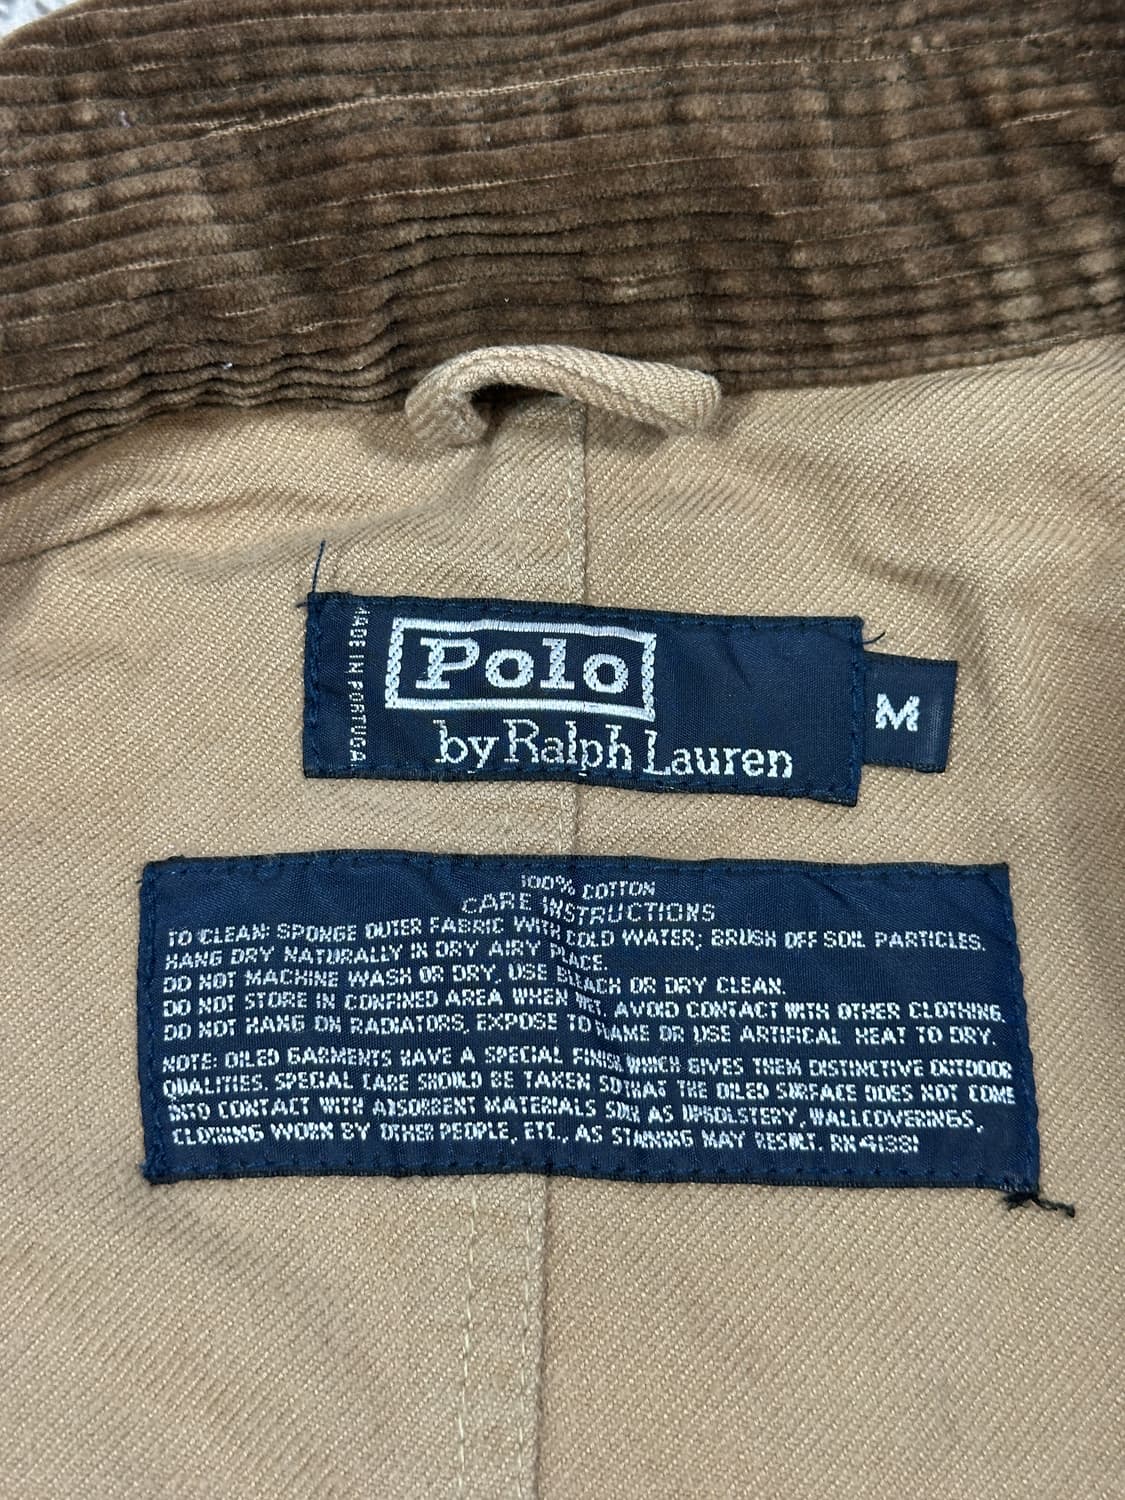 MADE IN PORTUGAL
Polo
by Ralph Lauren
M
100% COTTON
CARE INSTRUCTIONS
TO CLEAN: SPONGE OUTER FABRIC WITH COLD WATER; BRUSH OFF SOIL PARTICLES.
HANG DRY NATURALLY IN DRY AIRY PLACE.
DO NOT MACHINE WASH OR DRY, USE BLEACH OR DRY CLEAN.
DO NOT STORE IN CONFINED AREA WHEN WET. AVOID CONTACT WITH OTHER CLOTHING.
DO NOT HANG ON RADIATORS, EXPOSE TO FLAME OR USE ARTIFICAL HEAT TO DRY.
NOTE: OILED GARMENTS HAVE A SPECIAL FINISH WHICH GIVES THEM DISTINCTIVE OUTDOOR
QUALITIES. SPECIAL CARE SHOULD BE TAKEN SO THAT THE OILED SURFACE DOES NOT COME
INTO CONTACT WITH ABSORBENT MATERIALS SUCH AS UPHOLSTERY, WALLCOVERINGS,
CLOTHING WORN BY OTHER PEOPLE, ETC., AS STAINING MAY RESULT. RN 41381